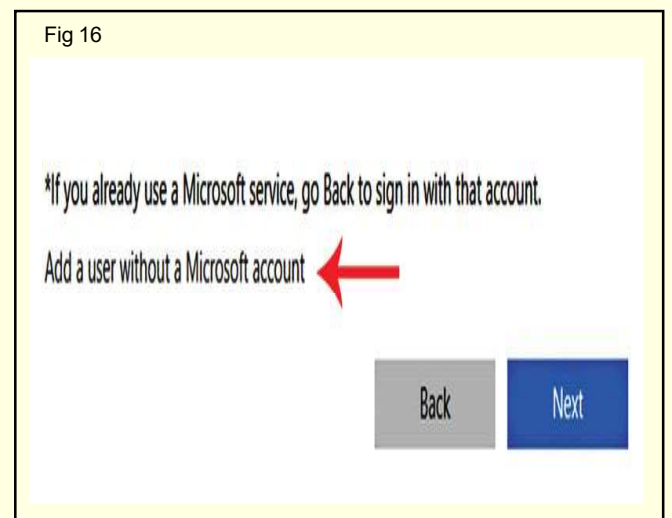 Fig 16
*If you already use a Microsoft service, go Back to sign in with that account.
Add a user without a Microsoft account
Back
Next